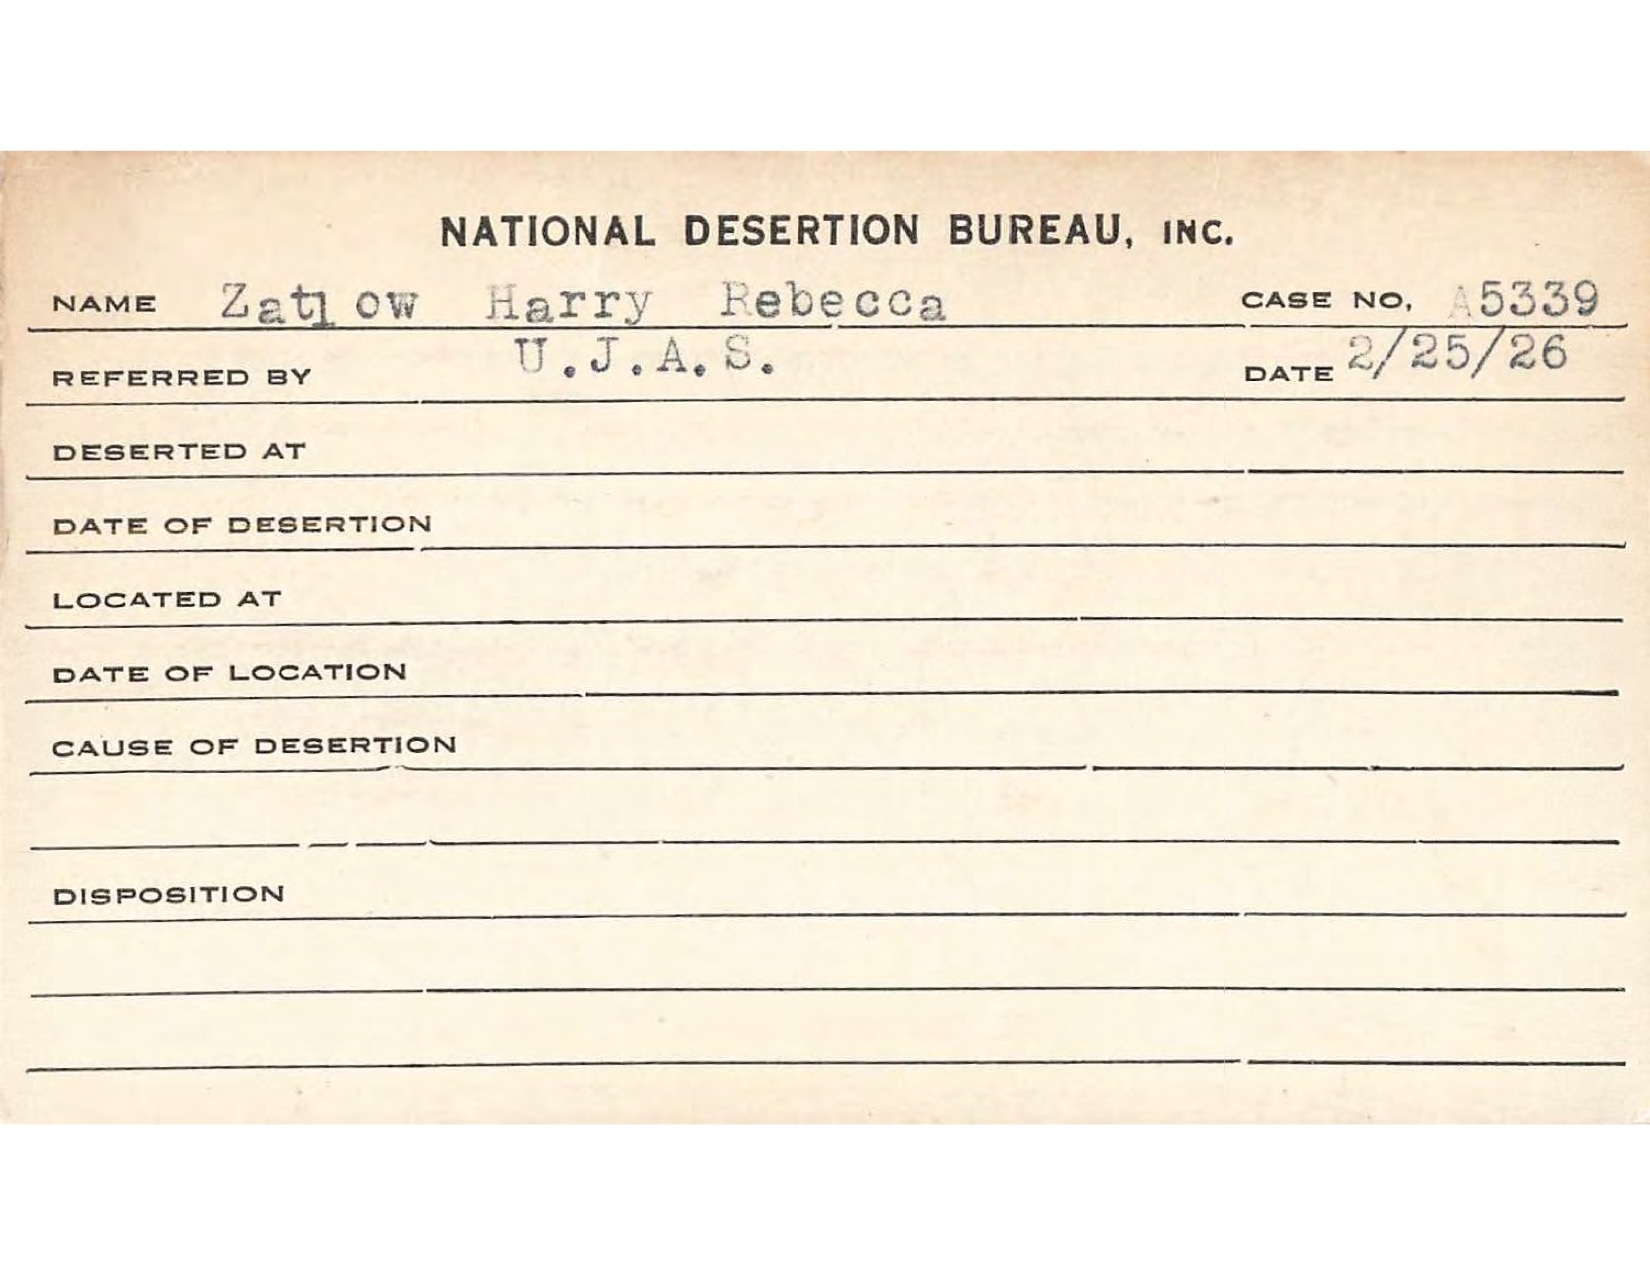 NATIONAL DESERTION BUREAU, INC.
NAME Zatlow Harry Rebecca CASE NO. A5339
REFERRED BY U.J.A.S. DATE 2/25/26
DESERTED AT
DATE OF DESERTION
LOCATED AT
DATE OF LOCATION
CAUSE OF DESERTION
DISPOSITION